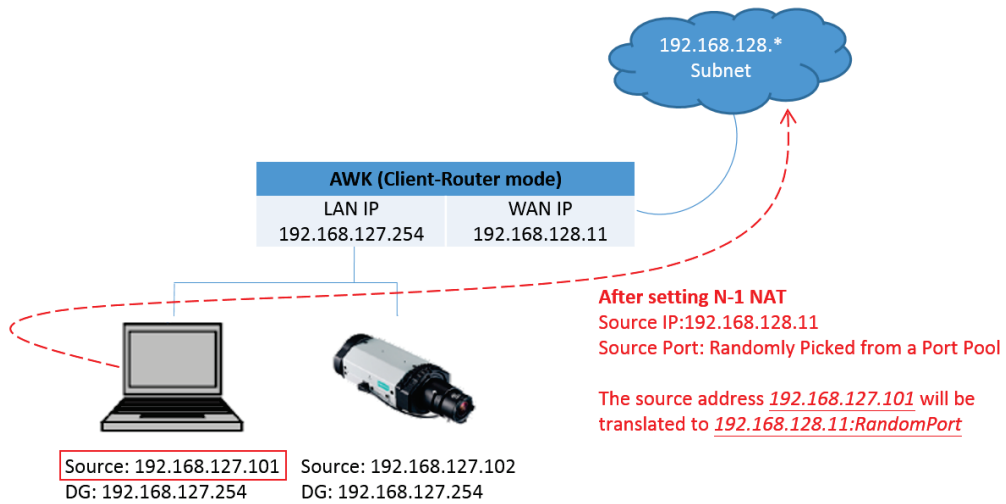 192.168.128.*
Subnet
AWK (Client-Router mode)
LAN IP
192.168.127.254
WAN IP
192.168.128.11
After setting N-1 NAT
Source IP:192.168.128.11
Source Port: Randomly Picked from a Port Pool
The source address 192.168.127.101 will be
translated to 192.168.128.11:RandomPort
Source: 192.168.127.101
DG: 192.168.127.254
Source: 192.168.127.102
DG: 192.168.127.254